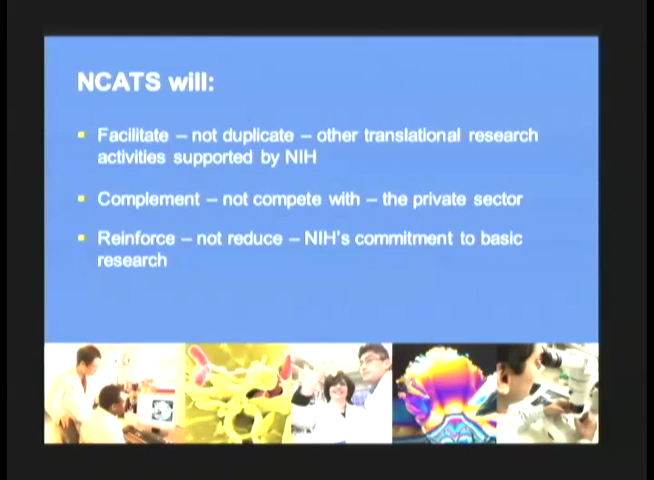 NCATS will:
Facilitate – not duplicate – other translational research
activities supported by NIH
Complement – not compete with – the private sector
Reinforce – not reduce – NIH's commitment to basic
research